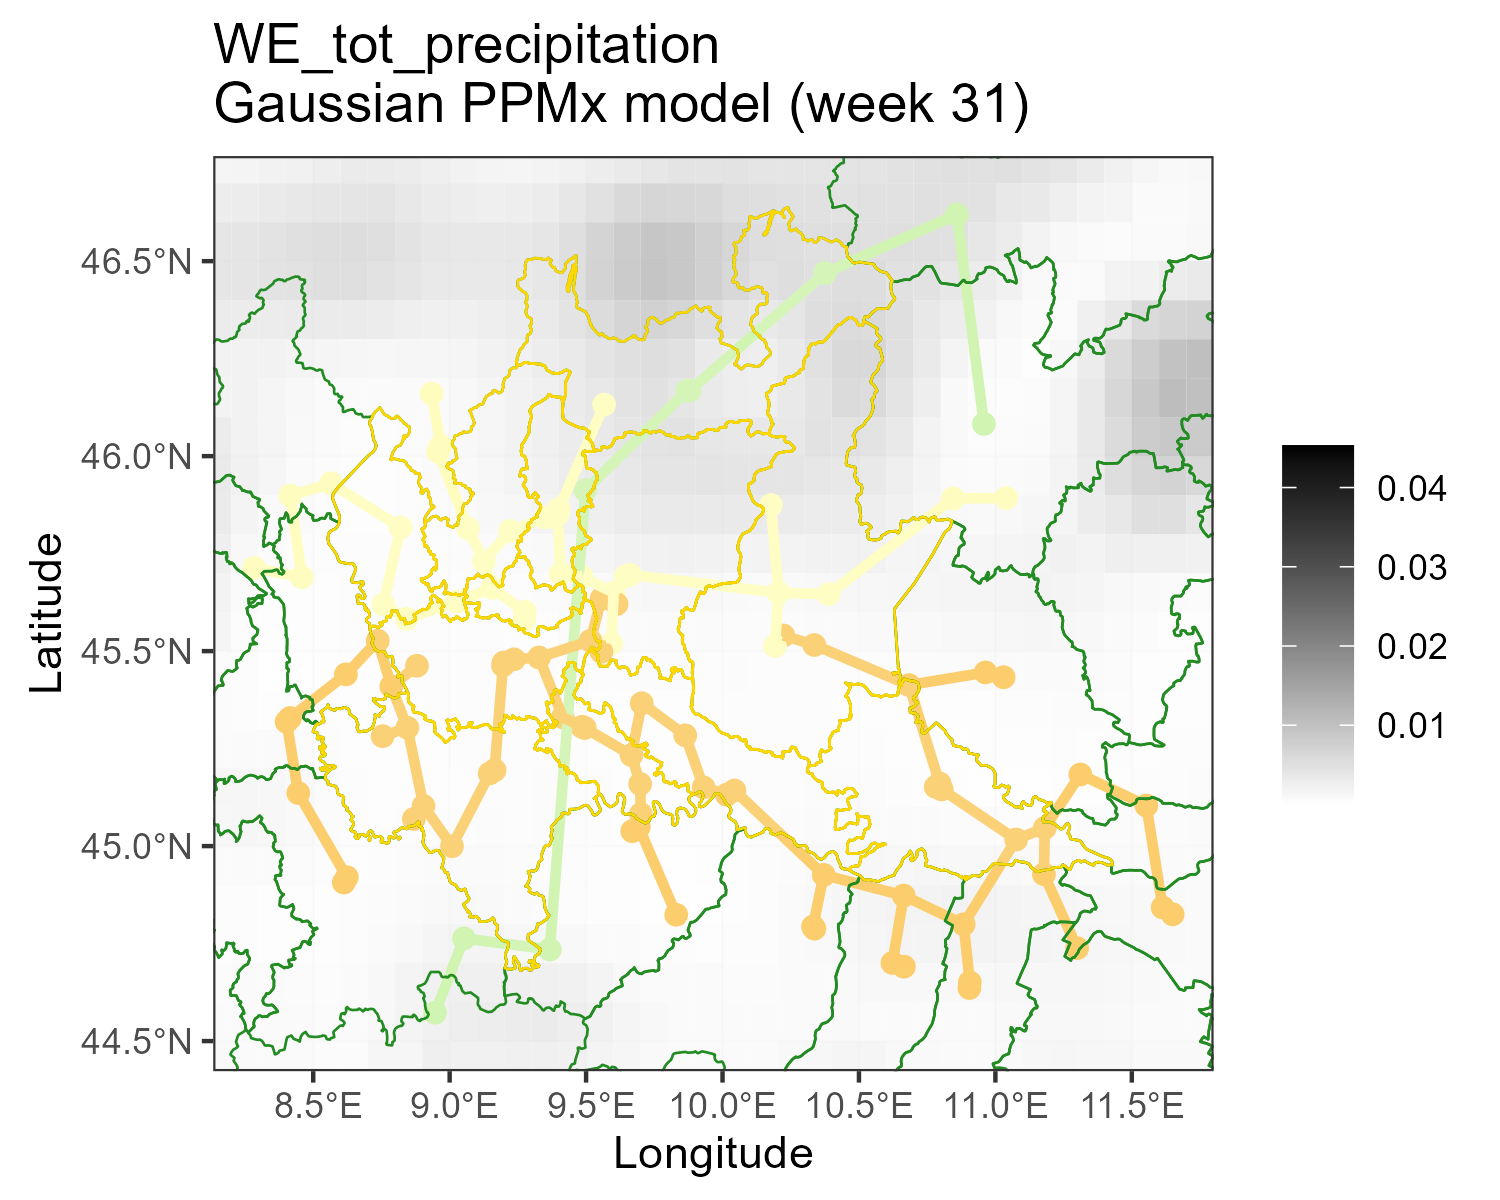 WE_tot_precipitation
Gaussian PPMx model (week 31)
46.5°N
46.0°N
45.5°N
45.0°N
44.5°N
Latitude
8.5°E
9.0°E
9.5°E
10.0°E
10.5°E
11.0°E
11.5°E
Longitude
0.04
0.03
0.02
0.01